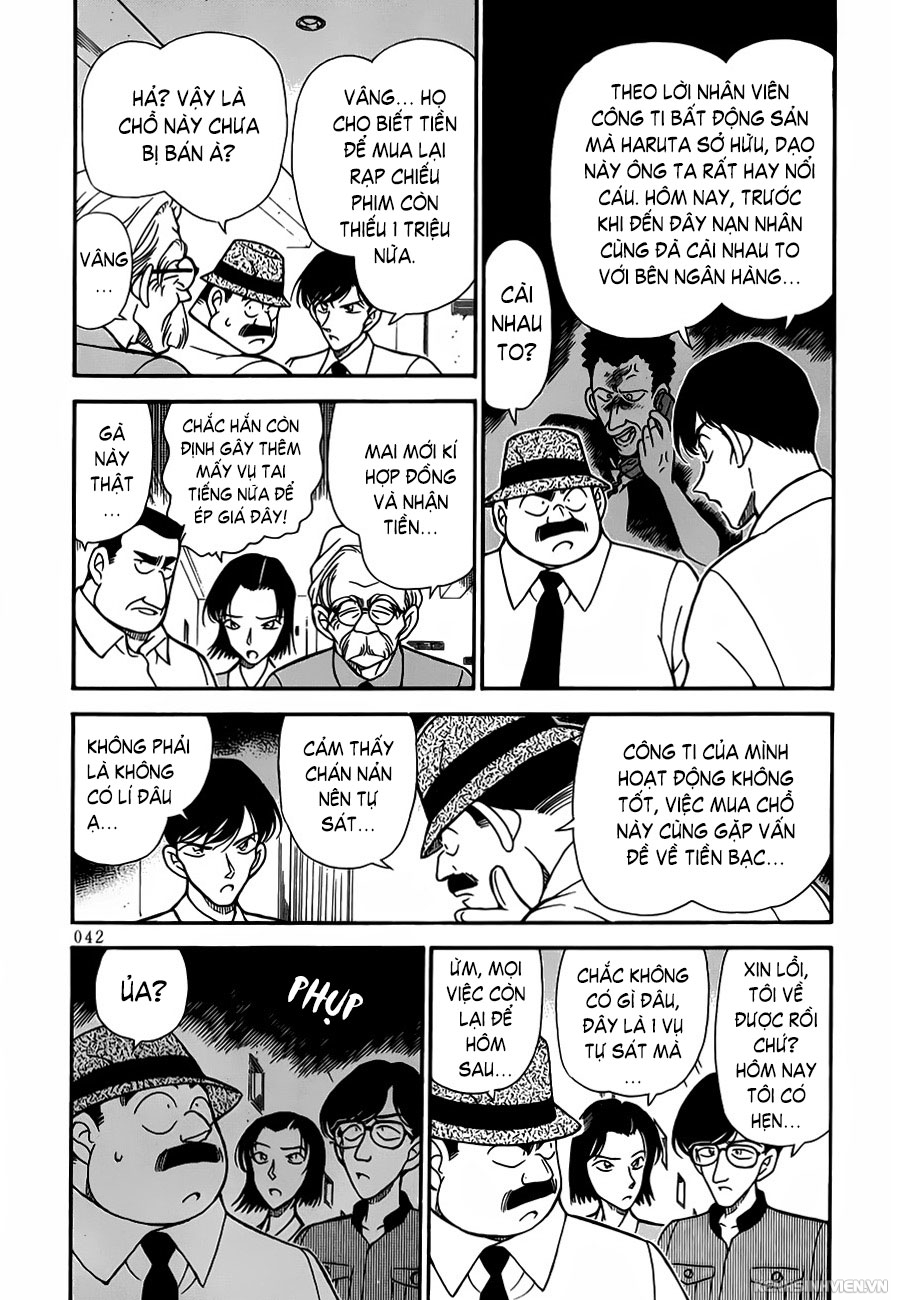 THEO LỜI NHÂN VIÊN
CÔNG TI BẤT ĐỘNG SẢN
MÀ HARUTA SỞ HỮU, DẠO
NÀY ÔNG TA RẤT HAY NỔI
CÁU. HÔM NAY, TRƯỚC
KHI ĐẾN ĐÂY NẠN NHÂN
CŨNG ĐÃ CÃI NHAU TO
VỚI BÊN NGÂN HÀNG...
CÃI
NHAU
TO?
VÂNG... HỌ
CHO BIẾT TIỀN
ĐỂ MUA LẠI
RẠP CHIẾU
PHIM CÒN
THIẾU 1 TRIỆU
NỮA.
HẢ? VẬY LÀ
CHỖ NÀY CHƯA
BỊ BÁN À?
VÂNG
...
MAI MỚI KÍ
HỢP ĐỒNG
VÀ NHẬN
TIỀN...
CHẮC HẮN CÒN
ĐỊNH GÂY THÊM
MẤY VỤ TAI
TIẾNG NỮA ĐỂ
ÉP GIÁ ĐÂY!
GÃ
NÀY
THẬT
...
CÔNG TI CỦA MÌNH
HOẠT ĐỘNG KHÔNG
TỐT, VIỆC MUA CHỖ
NÀY CŨNG GẶP VẤN
ĐỀ VỀ TIỀN BẠC...
CẢM THẤY
CHÁN NẢN
NÊN TỰ
SÁT...
KHÔNG PHẢI
LÀ KHÔNG
CÓ LÍ ĐÂU
Ạ...
042
XIN LỖI,
TÔI VỀ
ĐƯỢC RỒI
CHỨ?
HÔM NAY
TÔI CÓ
HẸN...
CHẮC KHÔNG
CÓ GÌ ĐÂU,
ĐÂY LÀ 1 VỤ
TỰ SÁT MÀ
...
ỪM, MỌI
VIỆC CÒN
LẠI ĐỂ
HÔM
SAU...
PHỤP
ỦA?